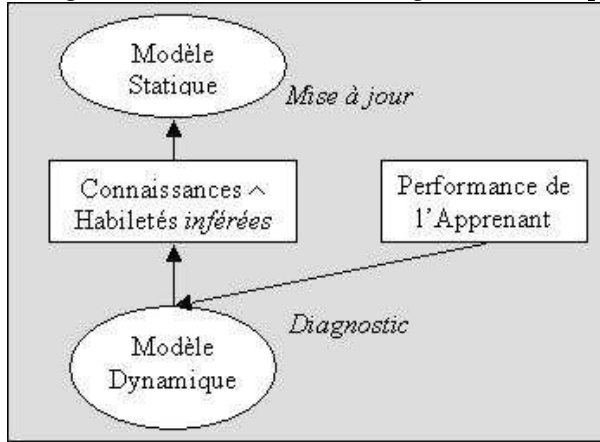 Modèle
Statique
Mise à jour
Connaissances ^
Habiletés inférées
Performance de
l'Apprenant
Diagnostic
Modèle
Dynamique